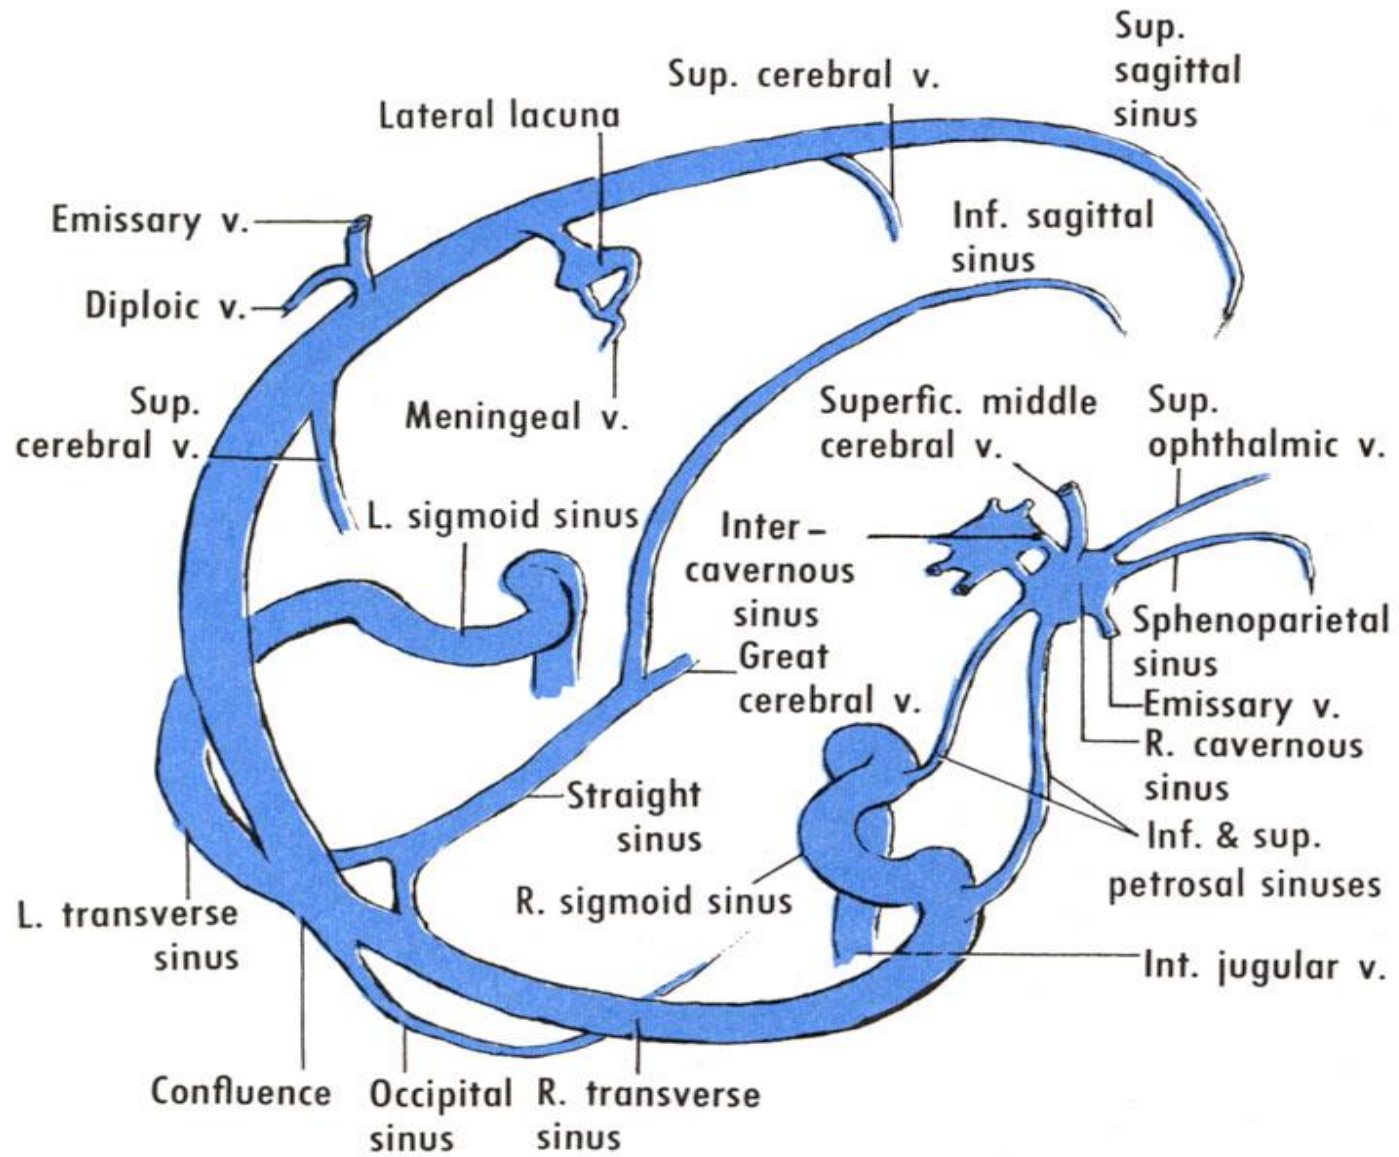 Sup.
sagittal
sinus
Sup. cerebral v.
Lateral lacuna
Emissary v.
Inf. sagittal
sinus
Diploic v.
Sup.
cerebral v.
Meningeal v.
Superfic. middle
cerebral v.
Sup.
ophthalmic v.
L. sigmoid sinus
Inter–
cavernous
sinus
Sphenoparietal
sinus
Great
cerebral v.
Emissary v.
R. cavernous
sinus
Straight
sinus
Inf. & sup.
petrosal sinuses
R. sigmoid sinus
L. transverse
sinus
Int. jugular v.
Confluence
Occipital
sinus
R. transverse
sinus